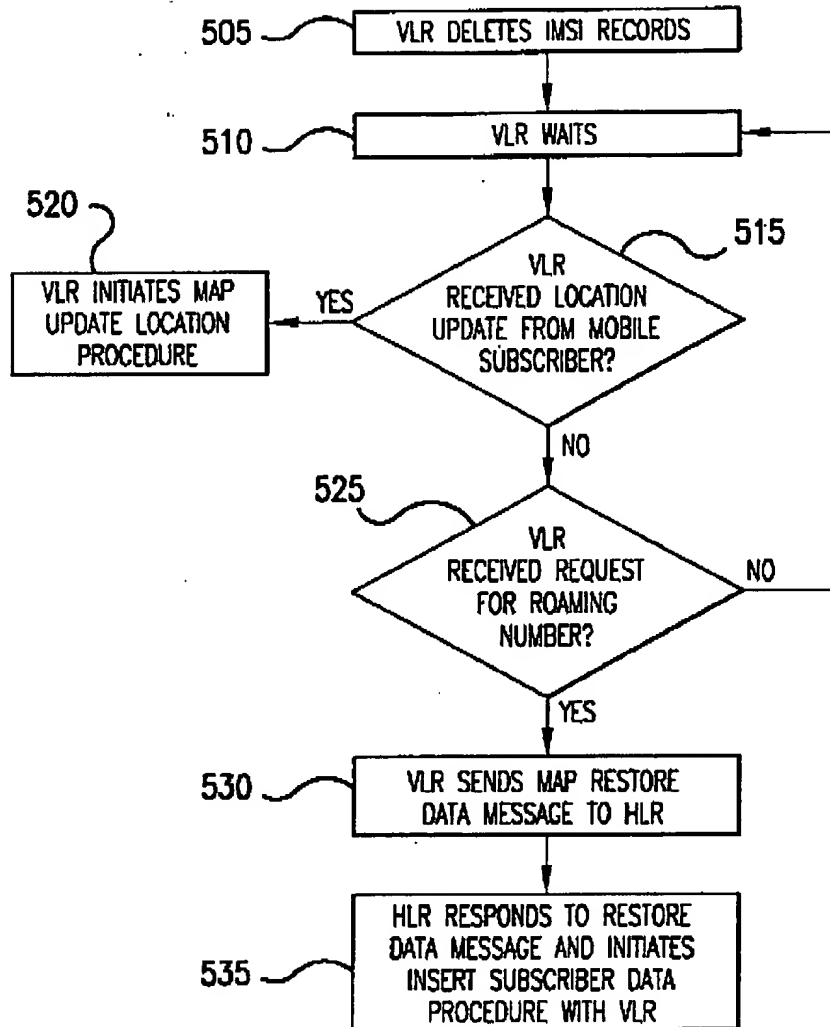 505
VLR DELETES IMSI RECORDS
510
VLR WAITS
520
515
VLR INITIATES MAP
UPDATE LOCATION
PROCEDURE
YES
VLR
RECEIVED LOCATION
UPDATE FROM MOBILE
SUBSCRIBER?
NO
525
VLR
RECEIVED REQUEST
FOR ROAMING
NUMBER?
NO
YES
530
VLR SENDS MAP RESTORE
DATA MESSAGE TO HLR
535
HLR RESPONDS TO RESTORE
DATA MESSAGE AND INITIATES
INSERT SUBSCRIBER DATA
PROCEDURE WITH VLR